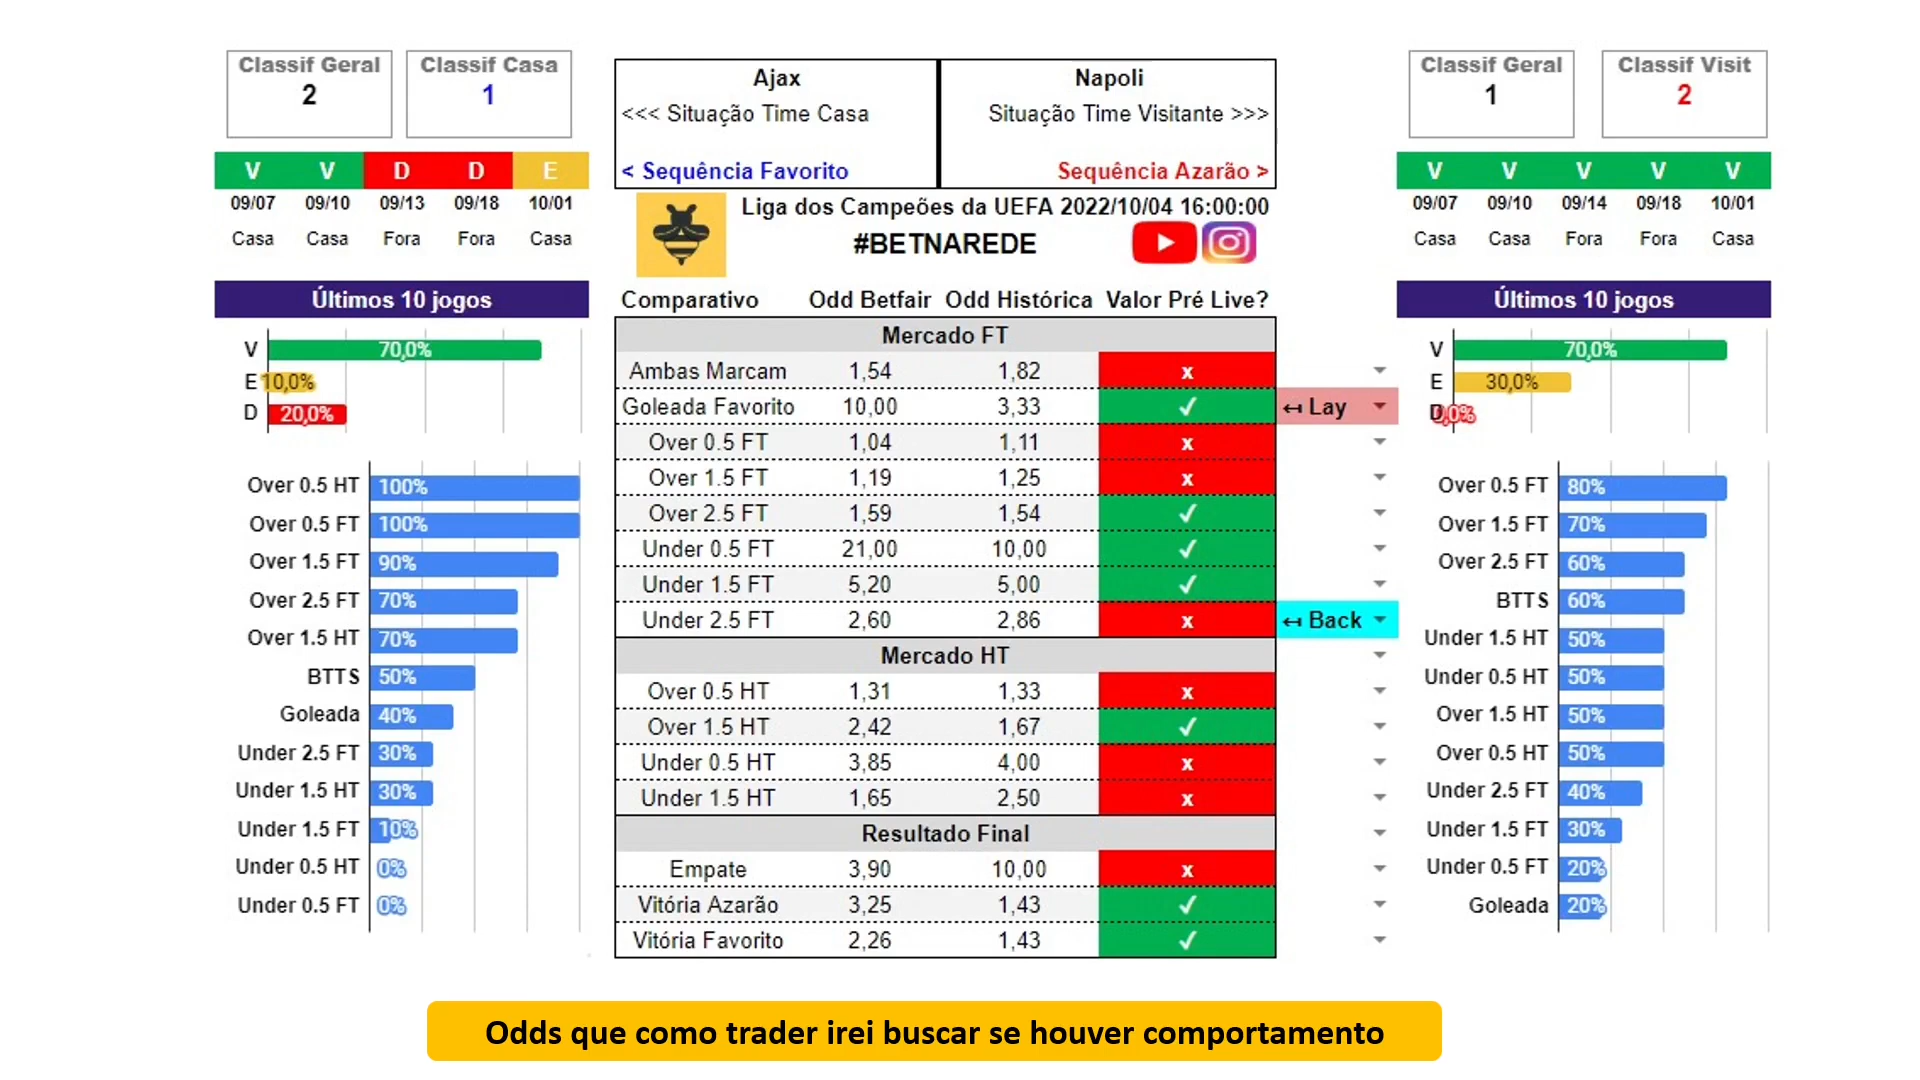 Classif Geral
2
Classif Casa
1
V V D D E
09/07 09/10 09/13 09/18 10/01
Casa Casa Fora Fora Casa
Últimos 10 jogos
V 70,0%
E 10,0%
D 20,0%
Over 0.5 HT 100%
Over 0.5 FT 100%
Over 1.5 FT 90%
Over 2.5 FT 70%
Over 1.5 HT 70%
BTTS 50%
Goleada 40%
Under 2.5 FT 30%
Under 1.5 HT 30%
Under 1.5 FT 10%
Under 0.5 HT 0%
Under 0.5 FT 0%
Ajax
<<< Situação Time Casa
< Sequência Favorito
Napoli
Situação Time Visitante >>>
Sequência Azarão >
Liga dos Campeões da UEFA 2022/10/04 16:00:00
#BETNAREDE
Comparativo Odd Betfair Odd Histórica Valor Pré Live?
Mercado FT
Ambas Marcam 1,54 1,82 x
Goleada Favorito 10,00 3,33 ✓ ↤ Lay
Over 0.5 FT 1,04 1,11 x
Over 1.5 FT 1,19 1,25 x
Over 2.5 FT 1,59 1,54 ✓
Under 0.5 FT 21,00 10,00 ✓
Under 1.5 FT 5,20 5,00 ✓
Under 2.5 FT 2,60 2,86 x ↤ Back
Mercado HT
Over 0.5 HT 1,31 1,33 x
Over 1.5 HT 2,42 1,67 ✓
Under 0.5 HT 3,85 4,00 x
Under 1.5 HT 1,65 2,50 x
Resultado Final
Empate 3,90 10,00 x
Vitória Azarão 3,25 1,43 ✓
Vitória Favorito 2,26 1,43 ✓
Classif Geral
1
Classif Visit
2
V V V V V
09/07 09/10 09/14 09/18 10/01
Casa Casa Fora Fora Casa
Últimos 10 jogos
V 70,0%
E 30,0%
D 0,0%
Over 0.5 FT 80%
Over 1.5 FT 70%
Over 2.5 FT 60%
BTTS 60%
Under 1.5 HT 50%
Under 0.5 HT 50%
Over 1.5 HT 50%
Over 0.5 HT 50%
Under 2.5 FT 40%
Under 1.5 FT 30%
Under 0.5 FT 20%
Goleada 20%
Odds que como trader irei buscar se houver comportamento